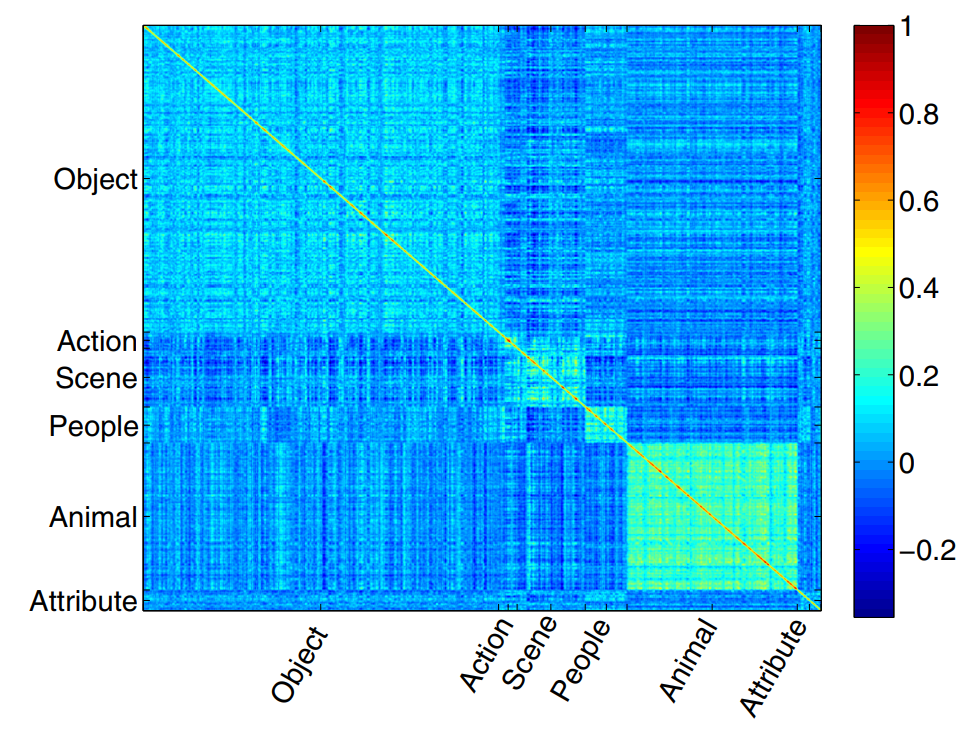 Object
Action
Scene
People
Animal
Attribute
Object
Action
Scene
People
Animal
Attribute
1
0.8
0.6
0.4
0.2
0
−0.2